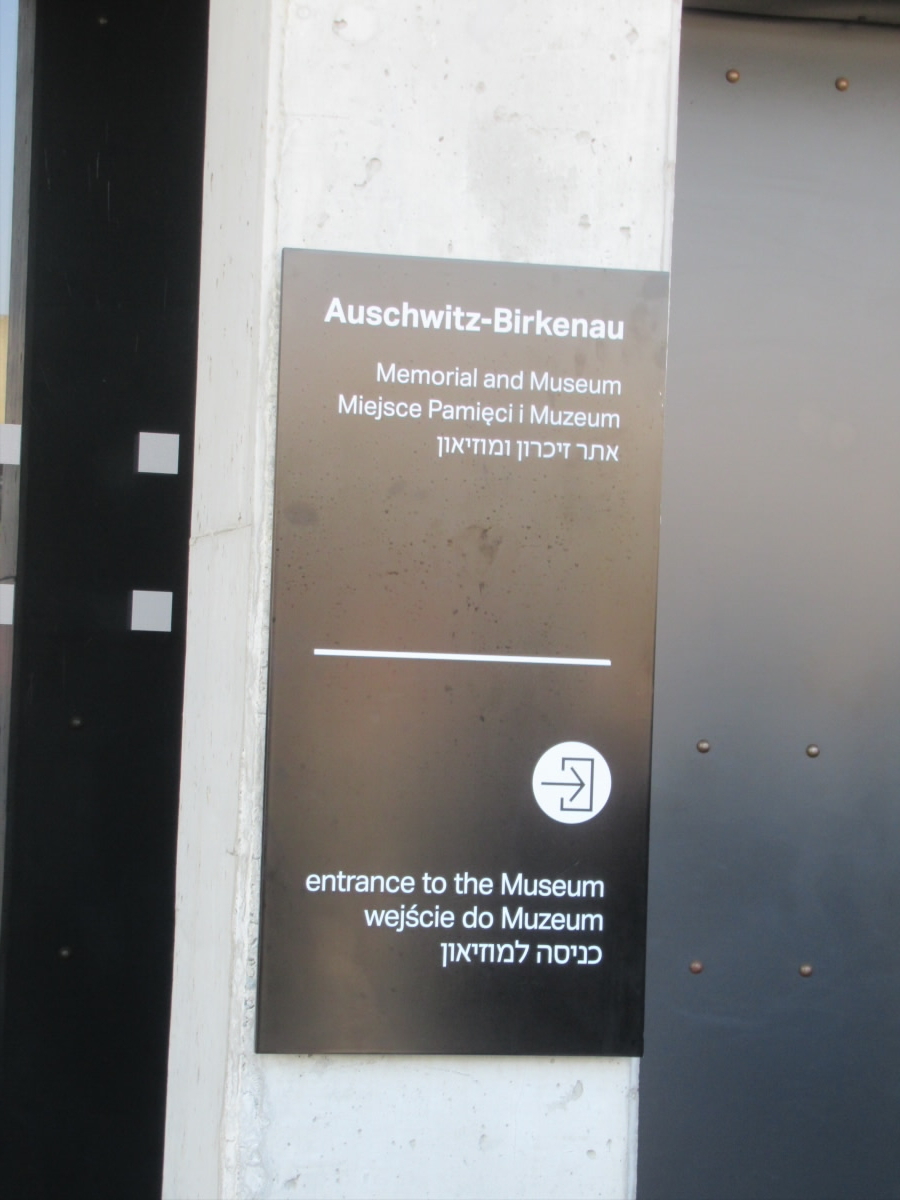 Auschwitz-Birkenau
Memorial and Museum
Miejsce Pamięci i Muzeum
אתר זיכרון ומוזיאון
entrance to the Museum
wejście do Muzeum
כניסה למוזיאון